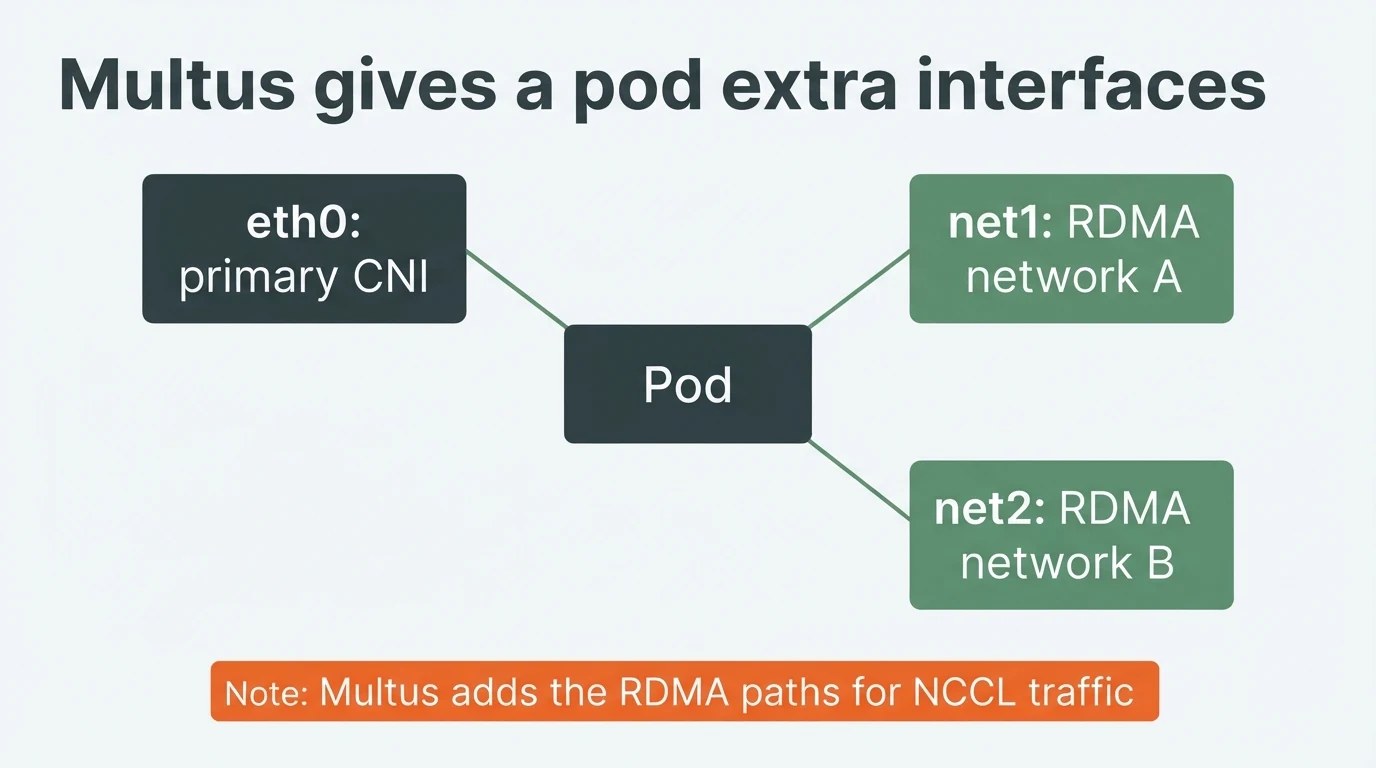 Multus gives a pod extra interfaces
eth0:
primary CNI
net1: RDMA
network A
Pod
net2: RDMA
network B
Note: Multus adds the RDMA paths for NCCL traffic